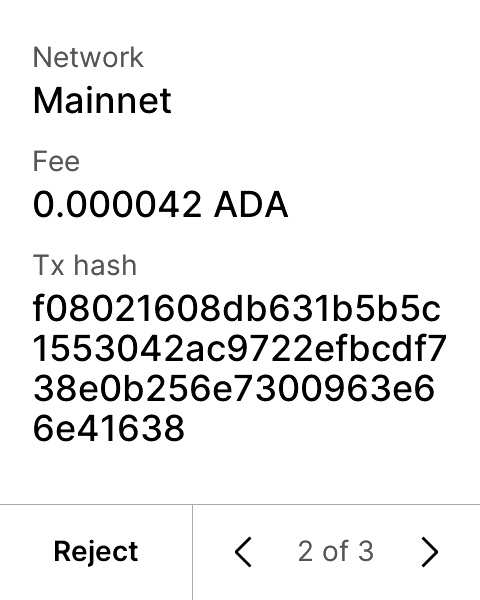 Network
Mainnet
Fee
0.000042 ADA
Tx hash
f08021608db631b5b5c
1553042ac9722efbcdf7
38e0b256e7300963e6
6e41638
Reject
2 of 3